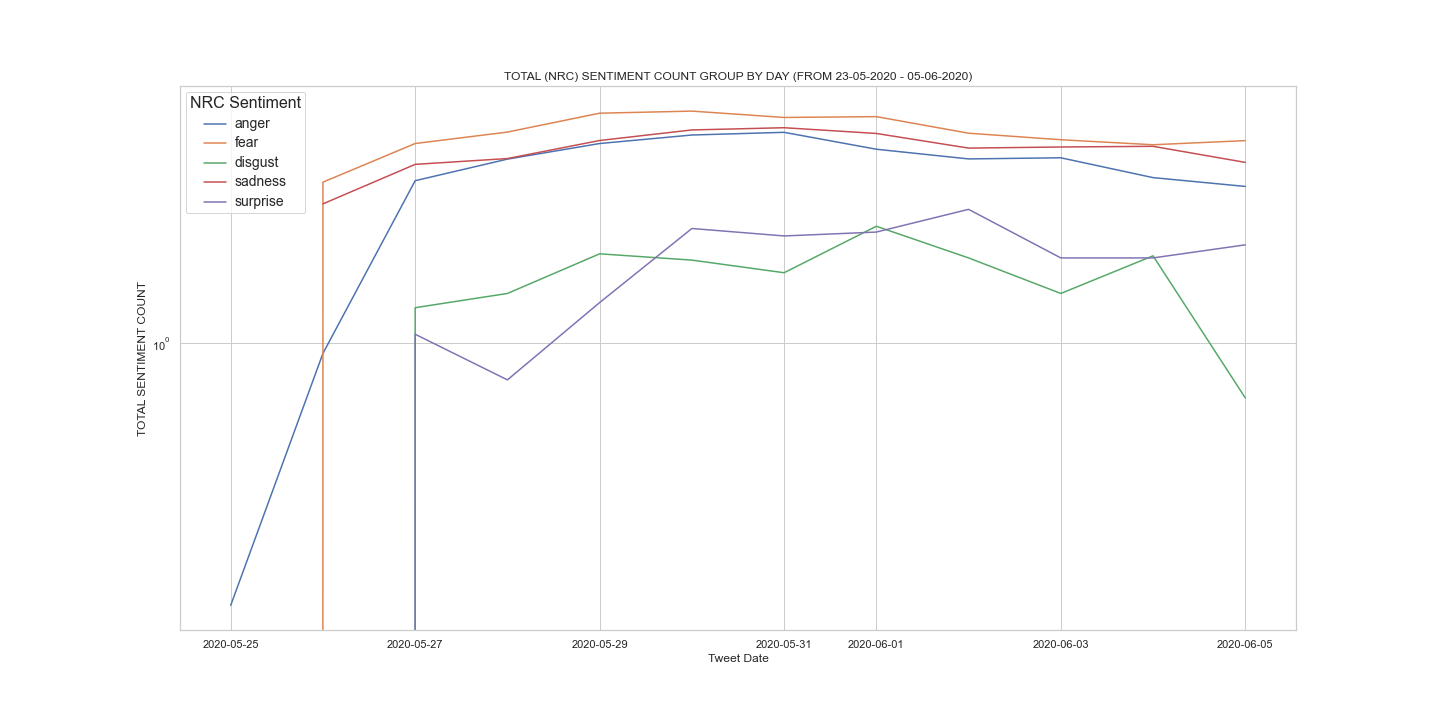 TOTAL (NRC) SENTIMENT COUNT GROUP BY DAY (FROM 23-05-2020 - 05-06-2020)
NRC Sentiment
anger
fear
disgust
sadness
surprise
TOTAL SENTIMENT COUNT
10^0
2020-05-25 2020-05-27 2020-05-29 2020-05-31 2020-06-01 2020-06-03 2020-06-05
Tweet Date